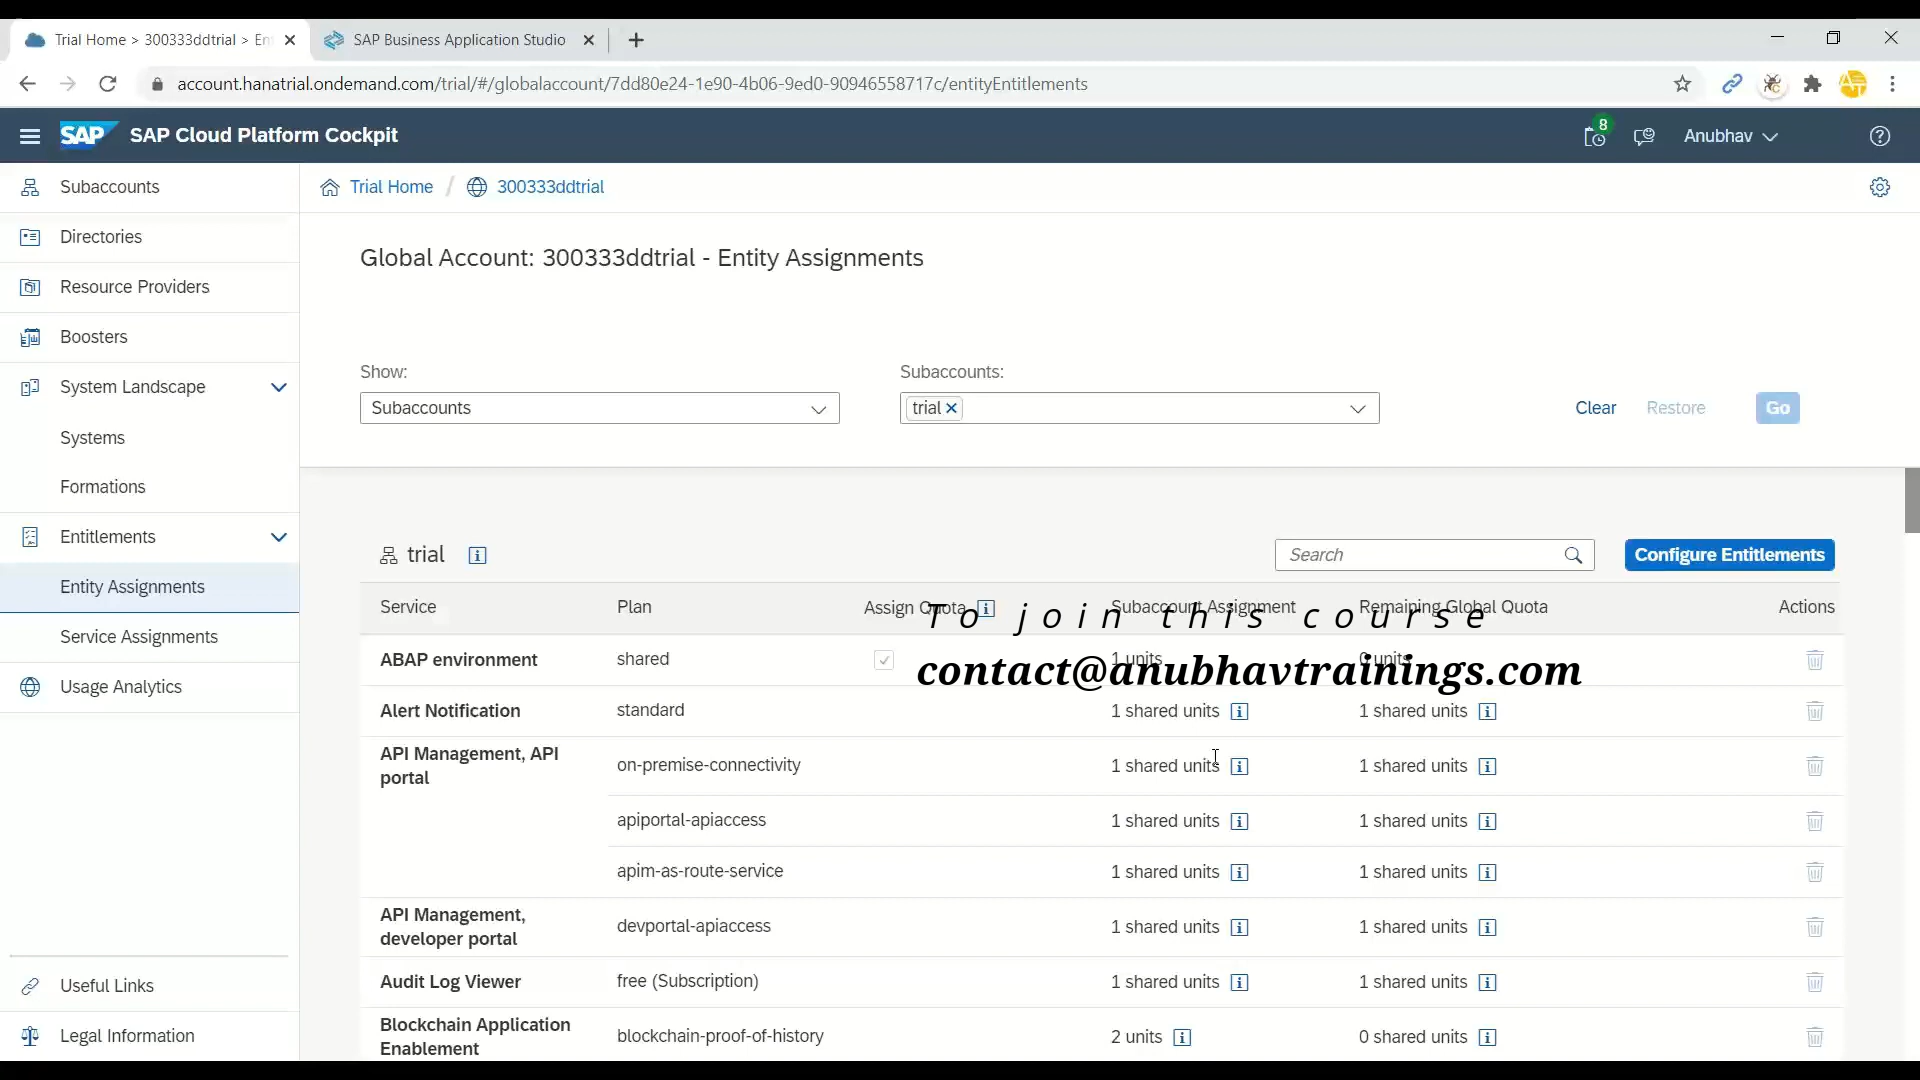 Trial Home > 300333ddtrial > En
SAP Business Application Studio
account.hanatrial.ondemand.com/trial/#/globalaccount/7dd80e24-1e90-4b06-9ed0-90946558717c/entityEntitlements
SAP SAP Cloud Platform Cockpit
8
Anubhav
Subaccounts
Directories
Resource Providers
Boosters
System Landscape
Systems
Formations
Entitlements
Entity Assignments
Service Assignments
Usage Analytics
Useful Links
Legal Information
Trial Home / 300333ddtrial
Global Account: 300333ddtrial - Entity Assignments
Show: Subaccounts:
Subaccounts trial Clear Restore Go
trial Search Configure Entitlements
Service Plan Assign Quota Subaccount Assignment Remaining Global Quota Actions
To join this course
ABAP environment shared 1 units 0 units
contact@anubhavtrainings.com
Alert Notification standard 1 shared units 1 shared units
API Management, API
portal
on-premise-connectivity 1 shared units 1 shared units
apiportal-apiaccess 1 shared units 1 shared units
apim-as-route-service 1 shared units 1 shared units
API Management,
developer portal
devportal-apiaccess 1 shared units 1 shared units
Audit Log Viewer free (Subscription) 1 shared units 1 shared units
Blockchain Application
Enablement
blockchain-proof-of-history 2 units 0 shared units